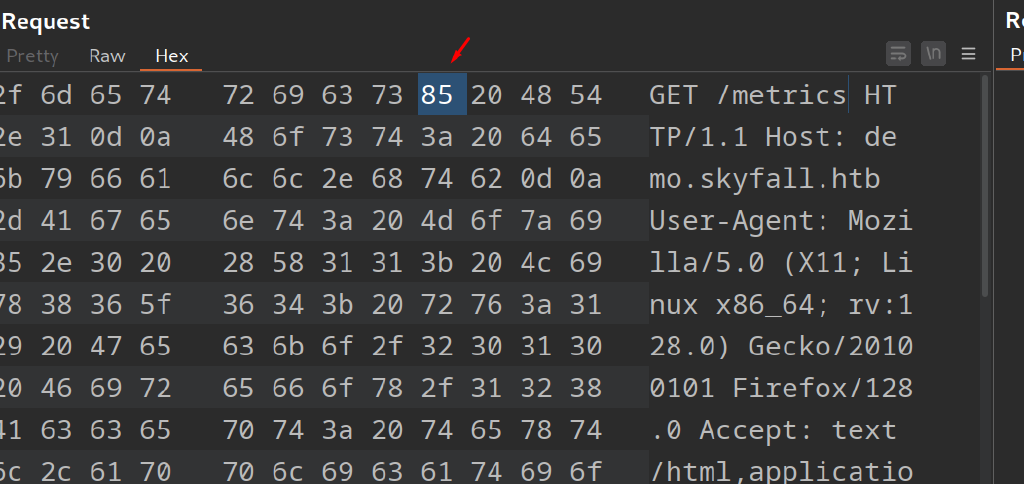 Request
Re
Pretty Raw Hex \n
Pr
2f 6d 65 74 72 69 63 73 85 20 48 54 GET /metrics HT
2e 31 0d 0a 48 6f 73 74 3a 20 64 65 TP/1.1 Host: de
6b 79 66 61 6c 6c 2e 68 74 62 0d 0a mo.skyfall.htb
2d 41 67 65 6e 74 3a 20 4d 6f 7a 69 User-Agent: Mozi
35 2e 30 20 28 58 31 31 3b 20 4c 69 lla/5.0 (X11; Li
78 38 36 5f 36 34 3b 20 72 76 3a 31 nux x86_64; rv:1
29 20 47 65 63 6b 6f 2f 32 30 31 30 28.0) Gecko/2010
20 46 69 72 65 66 6f 78 2f 31 32 38 0101 Firefox/128
41 63 63 65 70 74 3a 20 74 65 78 74 .0 Accept: text
6c 2c 61 70 70 6c 69 63 61 74 69 6f /html,applicatio